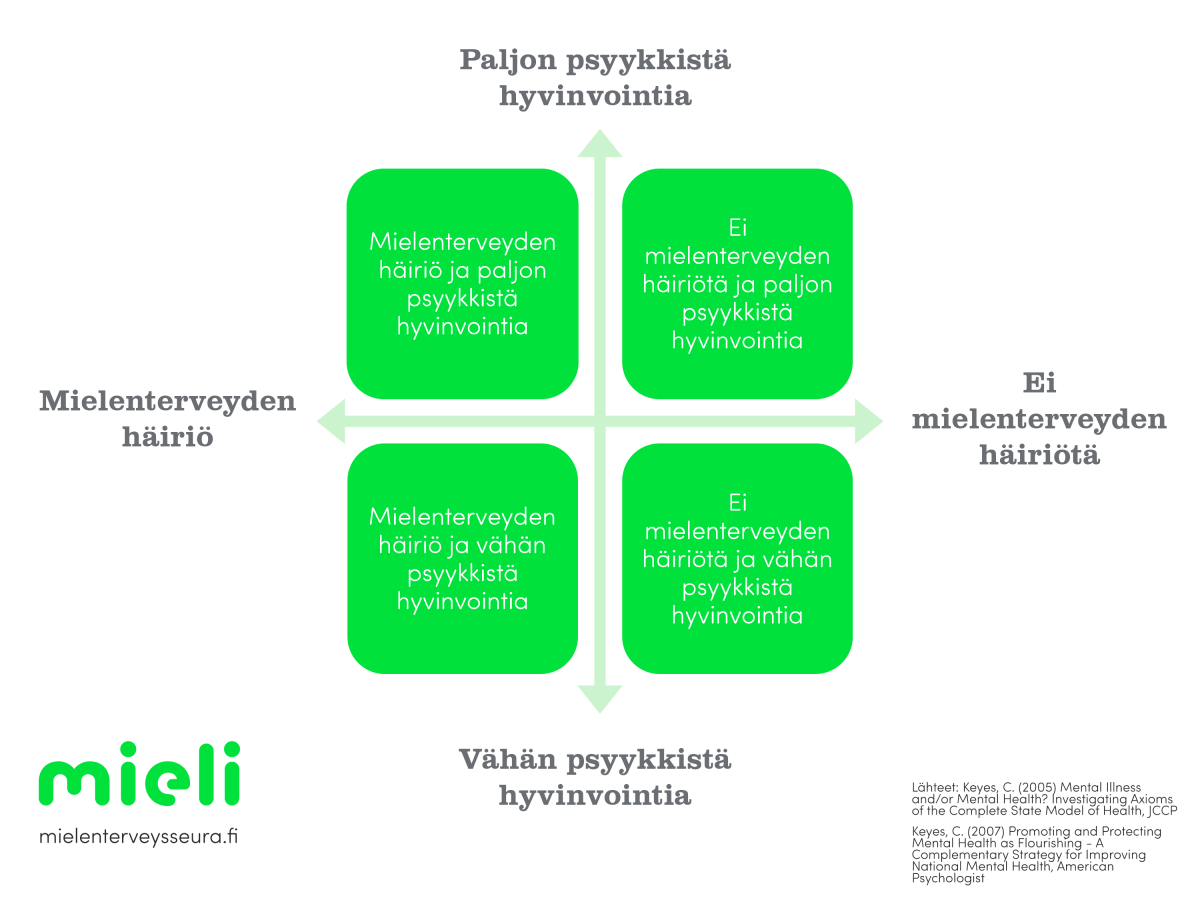 Paljon psyykkistä
hyvinvointia
Mielenterveyden
häiriö ja paljon
psyykkistä
hyvinvointia
Ei
mielenterveyden
häiriötä ja paljon
psyykkistä
hyvinvointia
Mielenterveyden
häiriö
Ei
mielenterveyden
häiriötä
Mielenterveyden
häiriö ja vähän
psyykkistä
hyvinvointia
Ei
mielenterveyden
häiriötä ja vähän
psyykkistä
hyvinvointia
Vähän psyykkistä
hyvinvointia
mieli
mielenterveysseura.fi
Lähteet: Keyes, C. (2005) Mental Illness
and/or Mental Health? Investigating Axioms
of the Complete State Model of Health, JCCP
Keyes, C. (2007) Promoting and Protecting
Mental Health as Flourishing - A
Complementary Strategy for Improving
National Mental Health, American
Psychologist